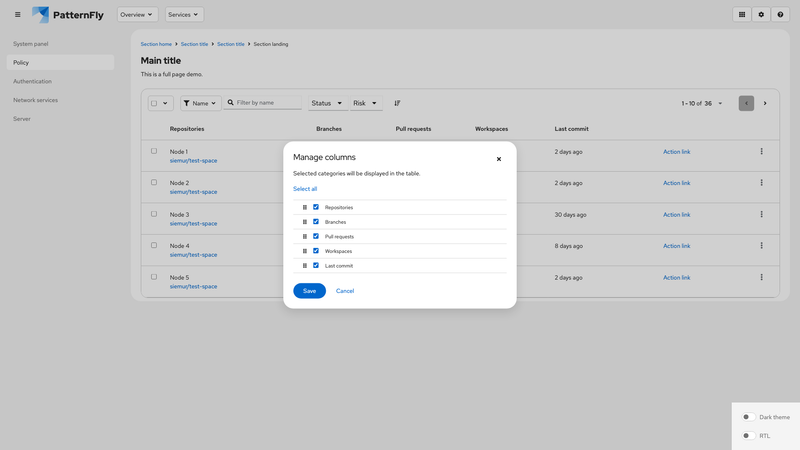 PatternFly
Overview
Services
System panel
Policy
Authentication
Network services
Server
Section home
Section title
Section title
Section landing
Main title
This is a full page demo.
Name
Filter by name
Status
Risk
1 - 10 of 36
Repositories
Branches
Pull requests
Workspaces
Last commit
Node 1
siemur/test-space
2 days ago
Action link
Node 2
siemur/test-space
2 days ago
Action link
Node 3
siemur/test-space
30 days ago
Action link
Node 4
siemur/test-space
8 days ago
Action link
Node 5
siemur/test-space
2 days ago
Action link
Manage columns
Selected categories will be displayed in the table.
Select all
Repositories
Branches
Pull requests
Workspaces
Last commit
Save
Cancel
Dark theme
RTL